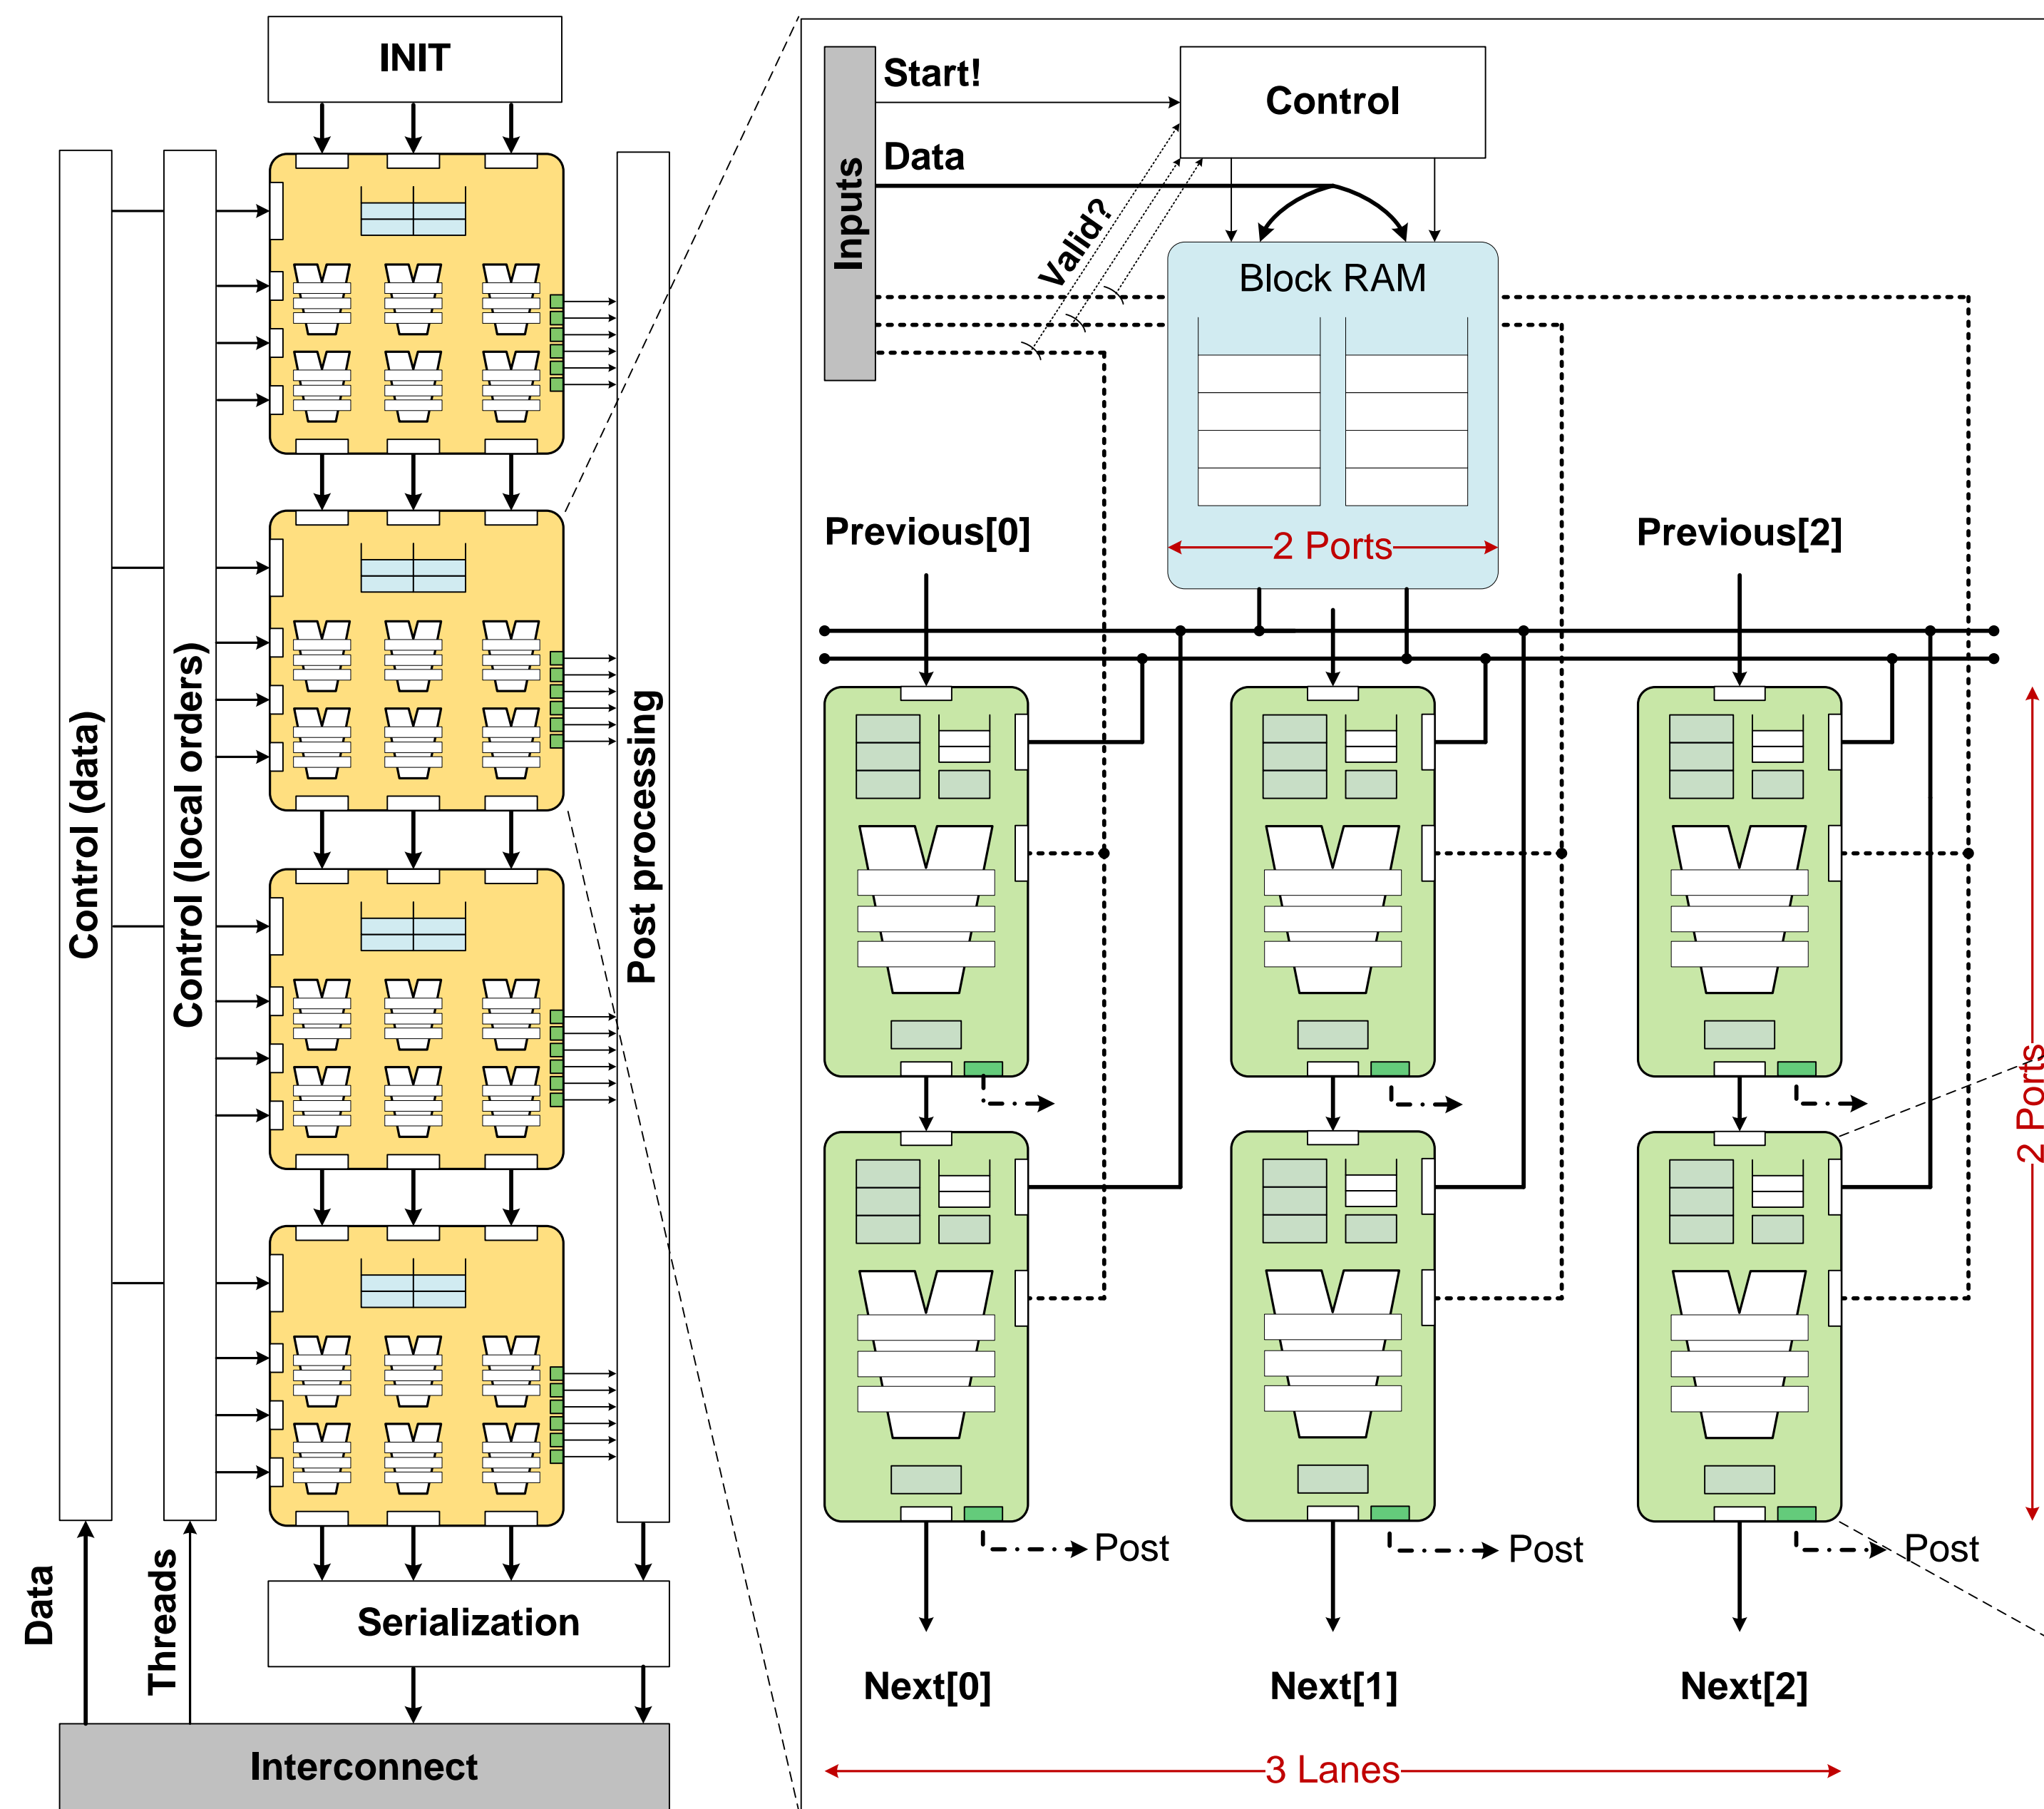 INIT
Control (data)
Control (local orders)
Post processing
Data
Threads
Serialization
Interconnect
Inputs
Start!
Data
Valid?
Control
Block RAM
2 Ports
Previous[0]
Previous[2]
2 Ports
Post
Post
Post
Next[0]
Next[1]
Next[2]
3 Lanes